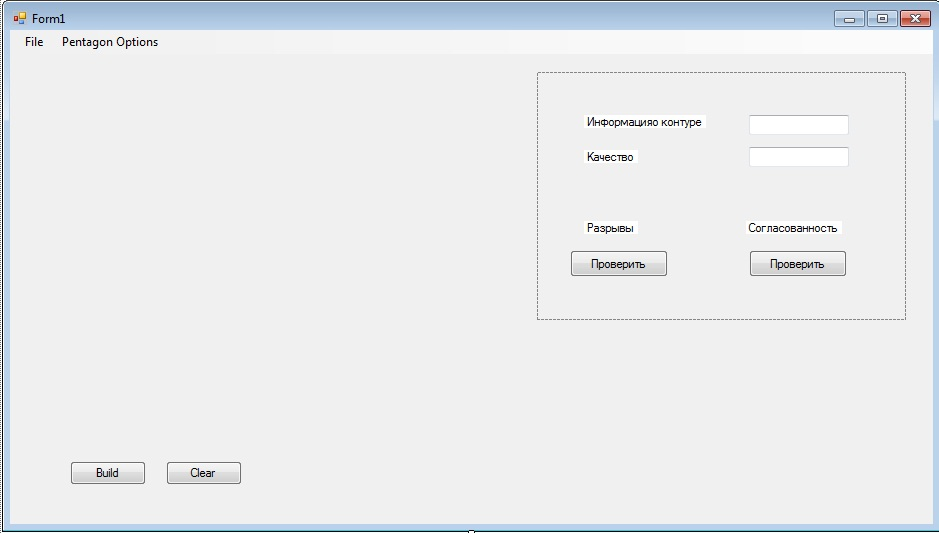 Form1
File Pentagon Options
Информацияо контуре
Качество
Разрывы Согласованность
Проверить Проверить
Build Clear